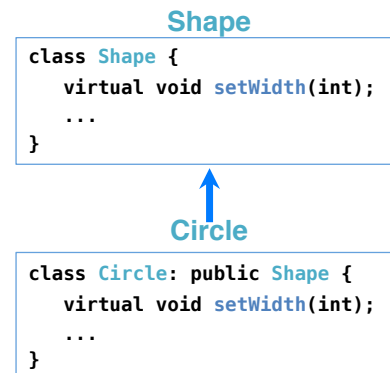 Shape
class Shape {
virtual void setWidth(int);
...
}
Circle
class Circle: public Shape {
virtual void setWidth(int);
...
}